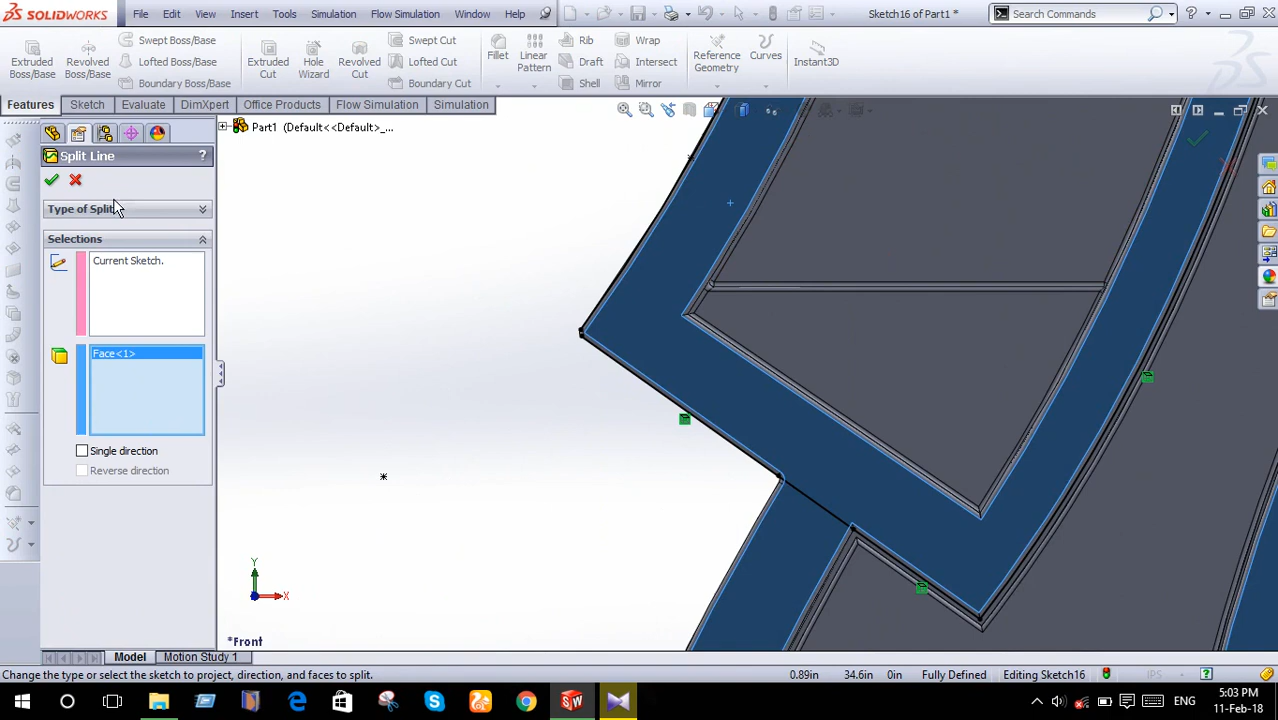 SOLIDWORKS File Edit View Insert Tools Simulation Flow Simulation Window Help Sketch16 of Part1 * Search Commands
Extruded Boss/Base Revolved Boss/Base Swept Boss/Base Lofted Boss/Base Boundary Boss/Base Extruded Cut Hole Wizard Revolved Cut Swept Cut Lofted Cut Boundary Cut Fillet Linear Pattern Rib Draft Shell Wrap Intersect Mirror Reference Geometry Curves Instant3D
Features Sketch Evaluate DimXpert Office Products Flow Simulation Simulation
Part1 (Default<<Default>_...
Split Line ?
Type of Split
Selections
Current Sketch.
Face<1>
Single direction
Reverse direction
Y
X
*Front
Model Motion Study 1
Change the type or select the sketch to project, direction, and faces to split. 0.89in 34.6in 0in Fully Defined Editing Sketch16 IPS
ENG 5:03 PM
11-Feb-18